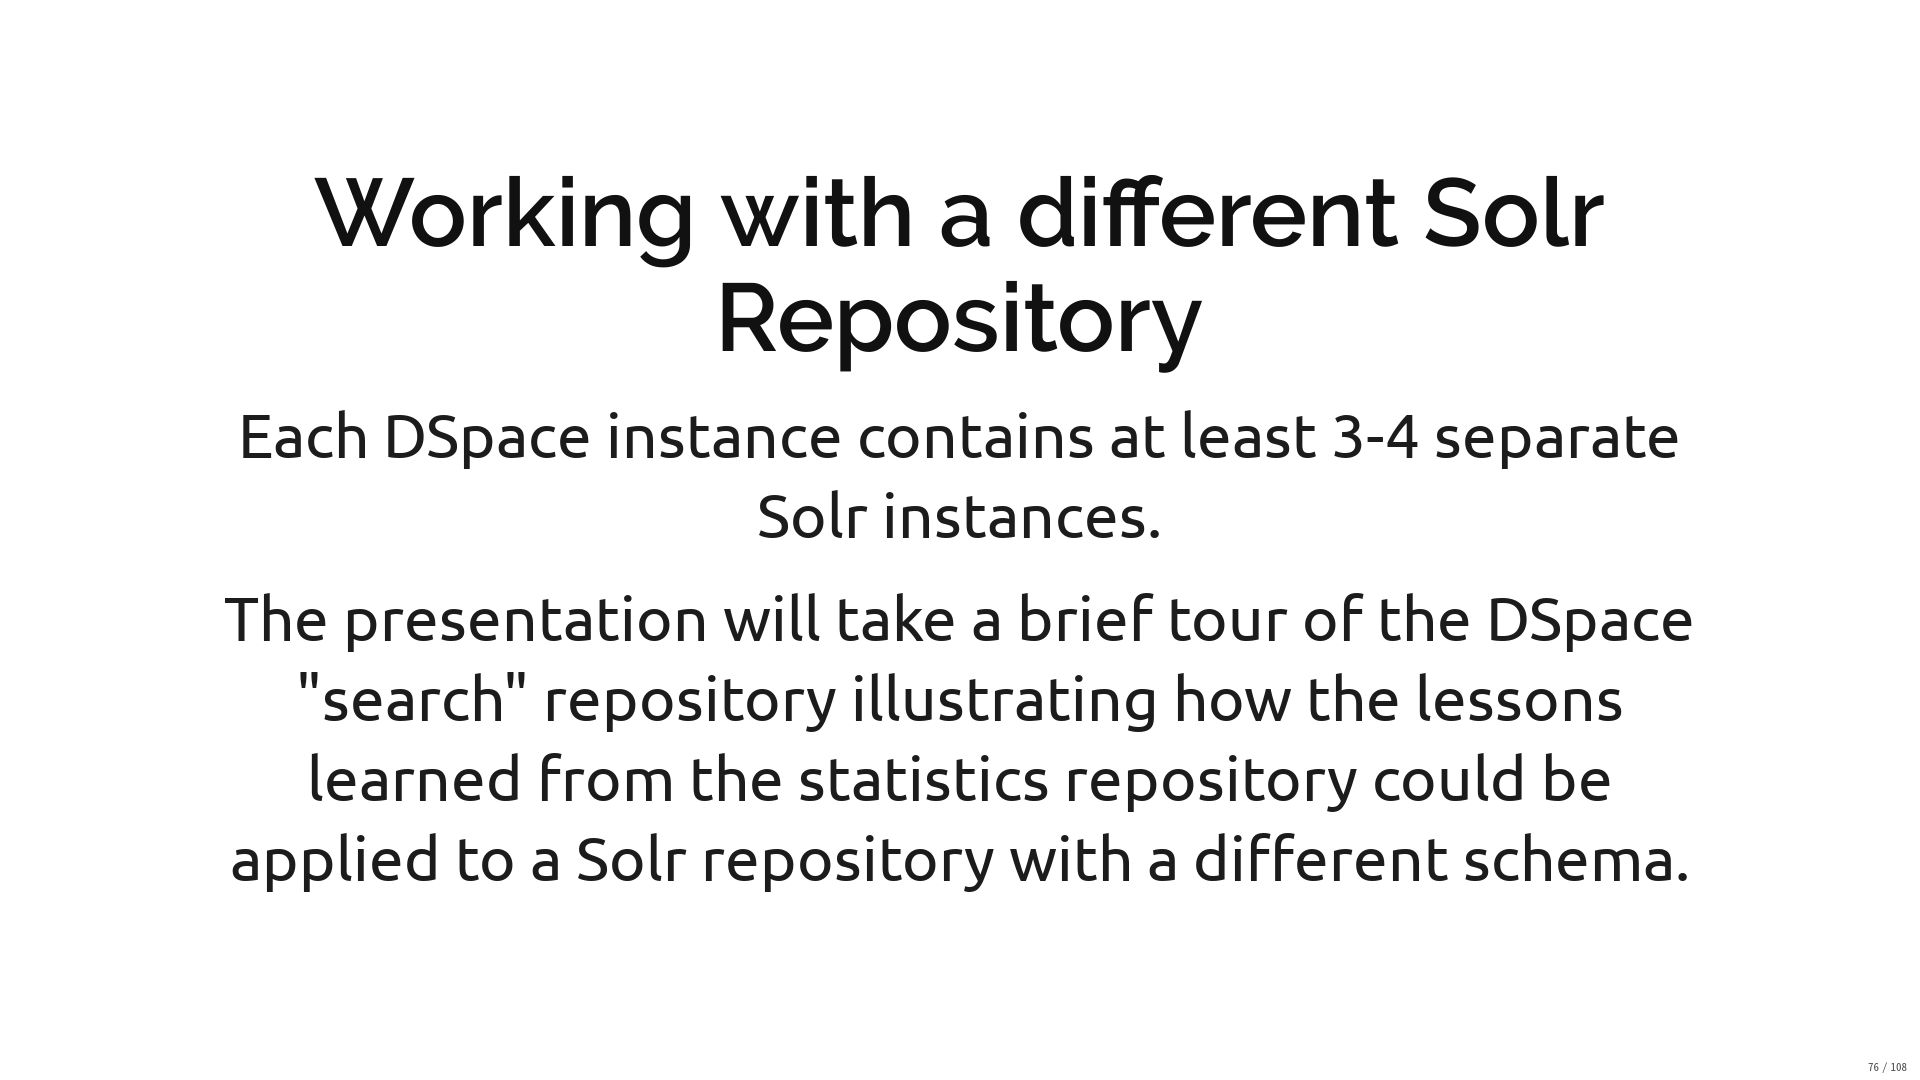 Working with a different Solr
Repository
Each DSpace instance contains at least 3-4 separate
Solr instances.
The presentation will take a brief tour of the DSpace
"search" repository illustrating how the lessons
learned from the statistics repository could be
applied to a Solr repository with a different schema.
76 / 108